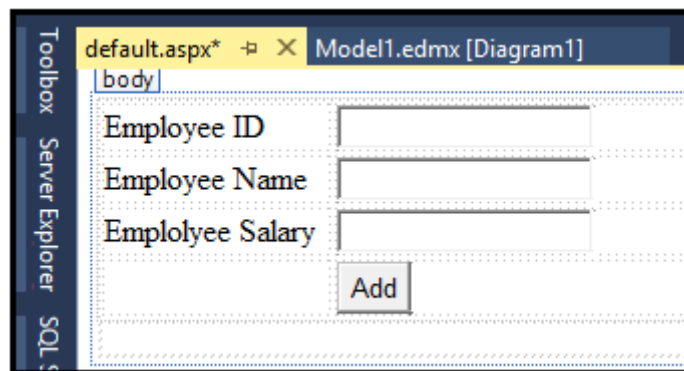 Toolbox
Server Explorer
SQL S
default.aspx* Model1.edmx [Diagram1]
body
Employee ID
Employee Name
Emplolyee Salary
Add